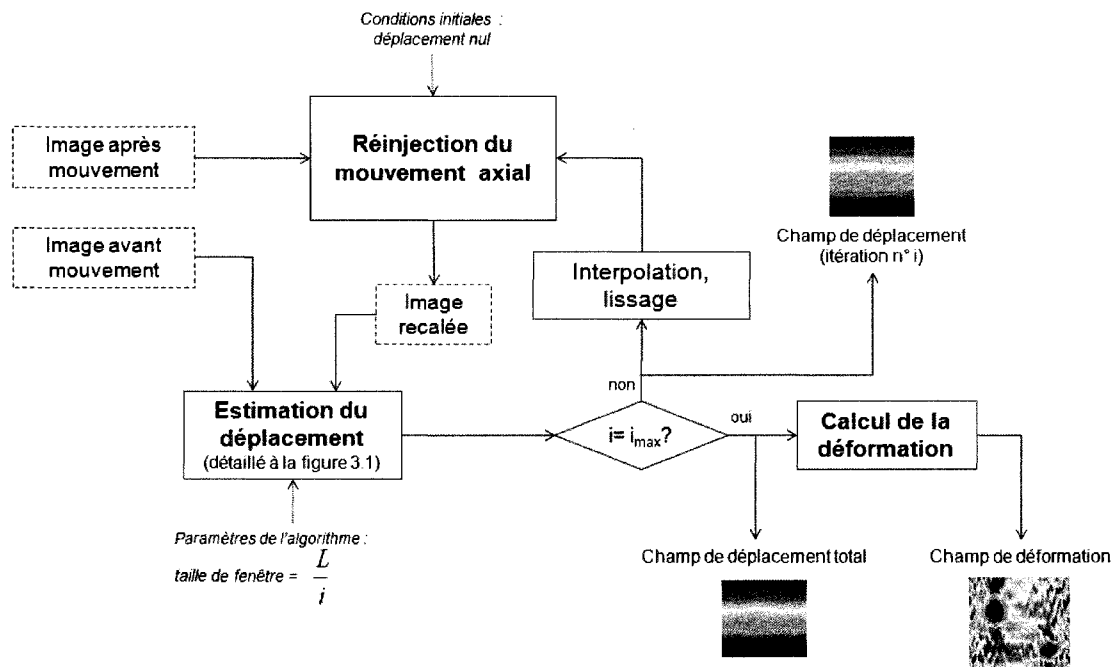 Conditions initiales :
déplacement nul
Image après
mouvement
Réinjection du
mouvement axial
Image avant
mouvement
Champ de déplacement
(itération n° i)
Interpolation,
lissage
Image
recalée
non
Estimation du
déplacement
(détaillé à la figure 3.1)
i= imax?
oui
Calcul de la
déformation
Paramètres de l'algorithme :
taille de fenêtre = L
i
Champ de déplacement total
Champ de déformation